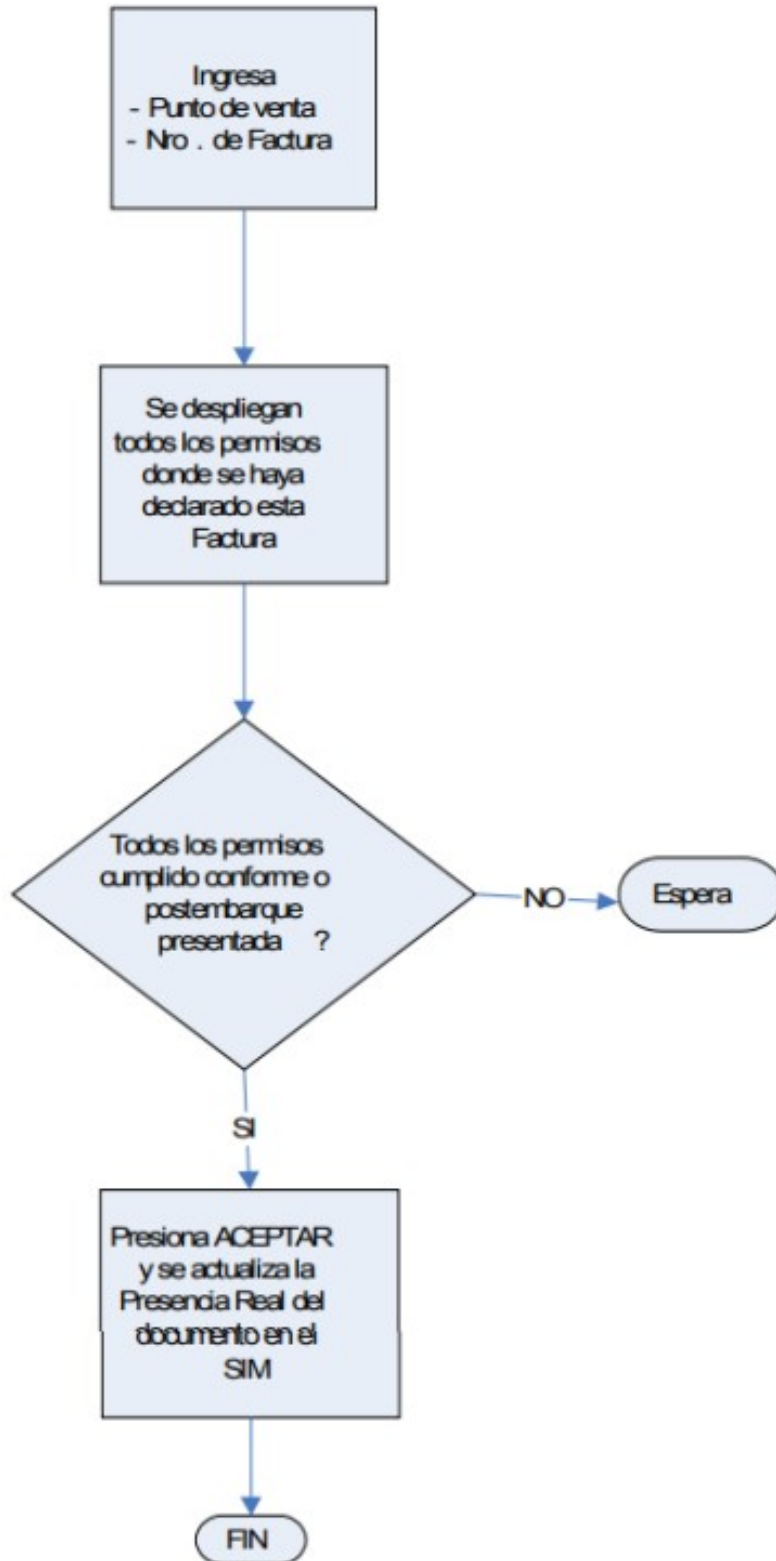 Ingresa
- Punto de venta
- Nro . de Factura
Se despliegan
todos los permisos
donde se haya
declarado esta
Factura
Todos los permisos
cumplido conforme o
postembarque
presentada ?
NO
Espera
SI
Presiona ACEPTAR
y se actualiza la
Presencia Real del
documento en el
SIM
FIN